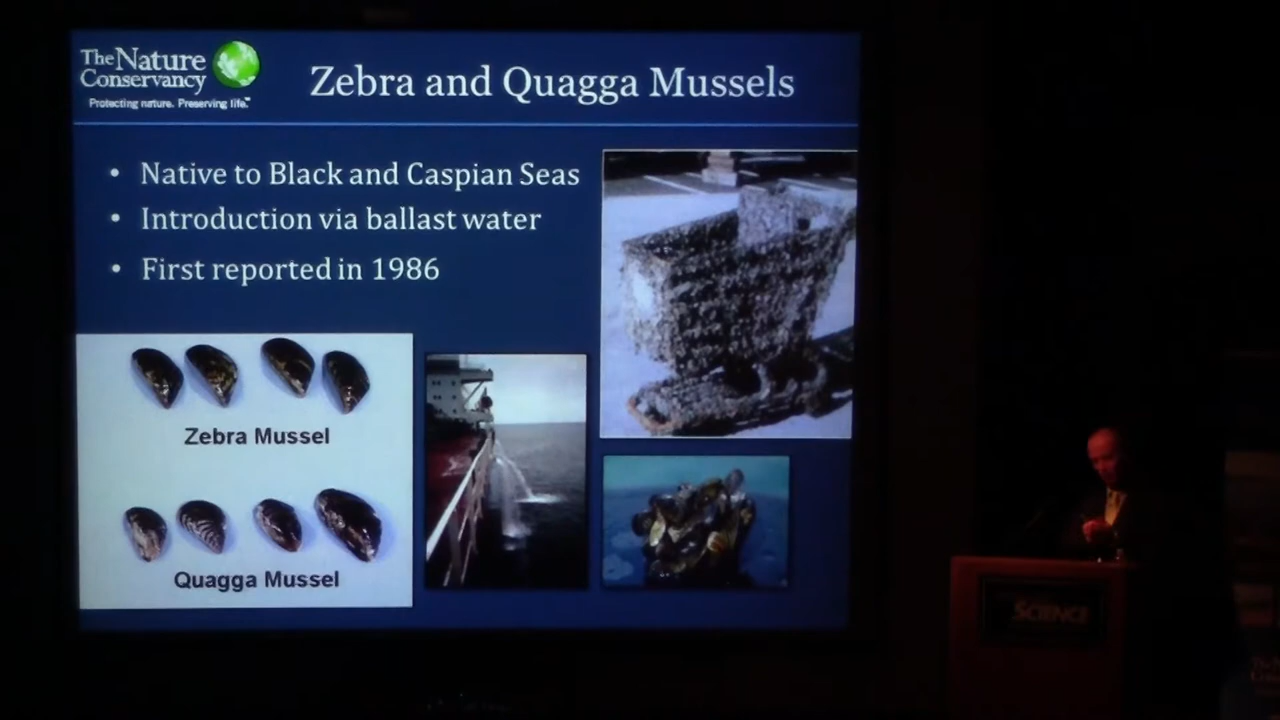 The Nature
Conservancy
Protecting nature. Preserving life.™
Zebra and Quagga Mussels
• Native to Black and Caspian Seas
• Introduction via ballast water
• First reported in 1986
Zebra Mussel
Quagga Mussel
SCIENCE